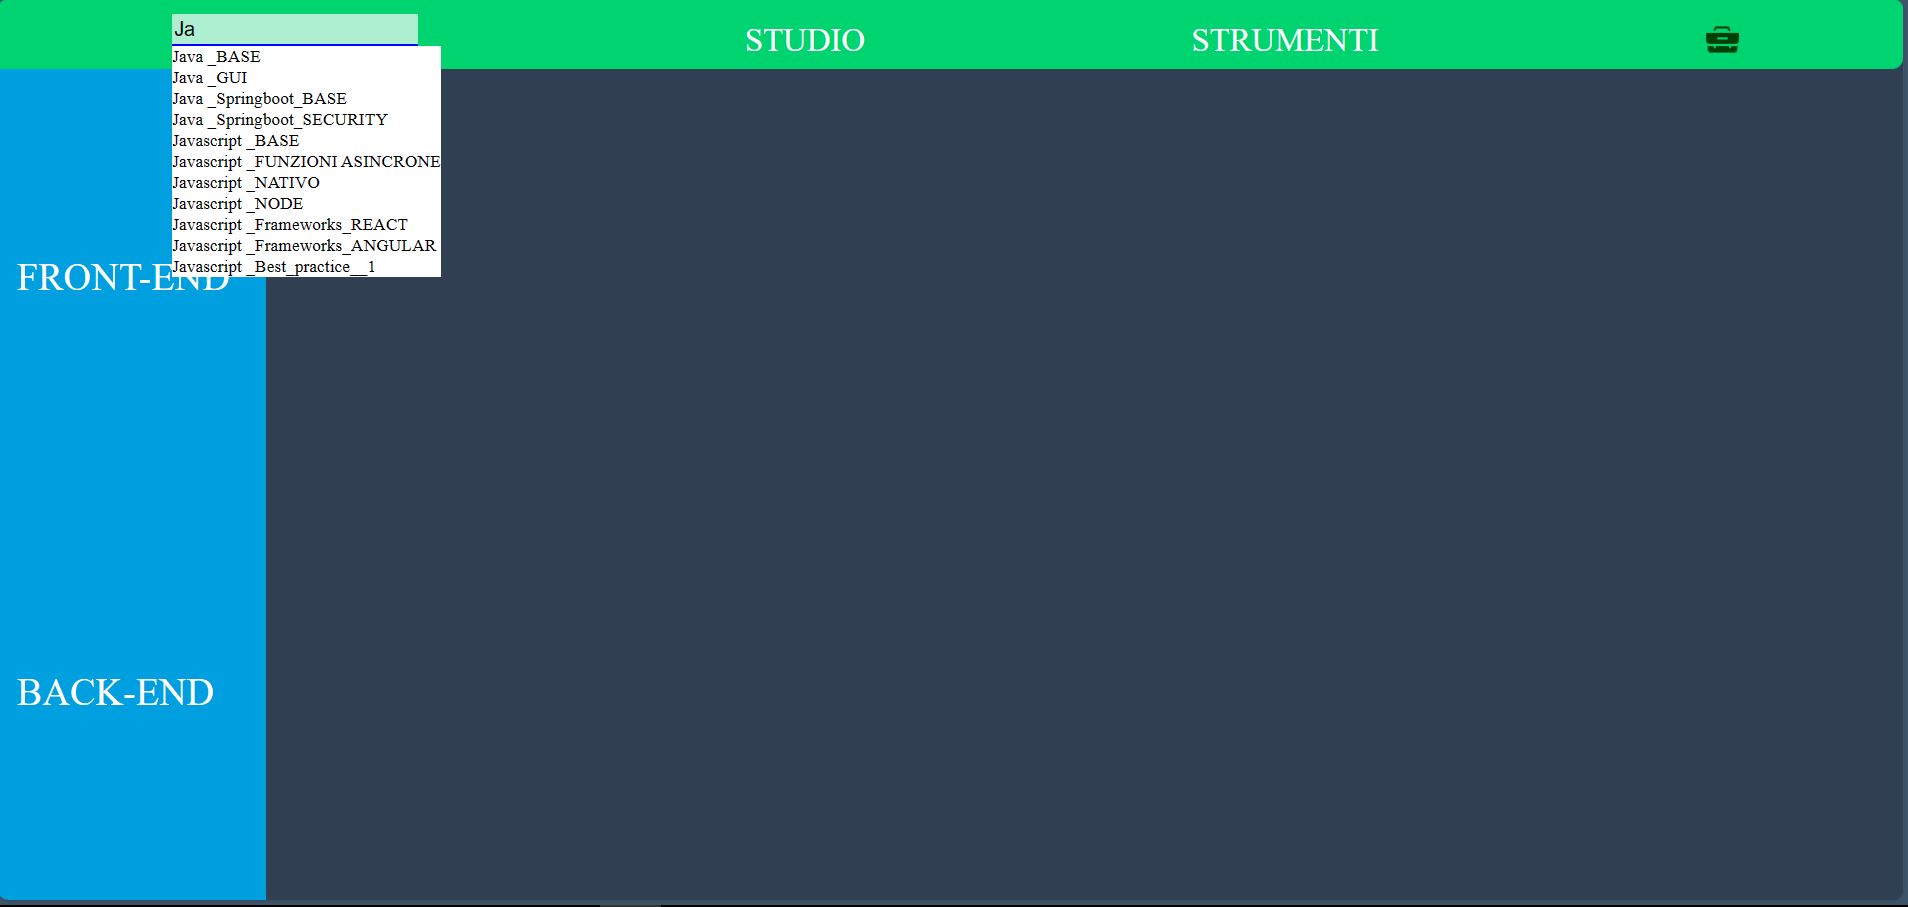 Ja
STUDIO
STRUMENTI
Java _BASE
Java _GUI
Java _Springboot_BASE
Java _Springboot_SECURITY
Javascript _BASE
Javascript _FUNZIONI ASINCRONE
Javascript _NATIVO
Javascript _NODE
Javascript _Frameworks_REACT
Javascript _Frameworks_ANGULAR
Javascript _Best_practice__1
FRONT-END
BACK-END